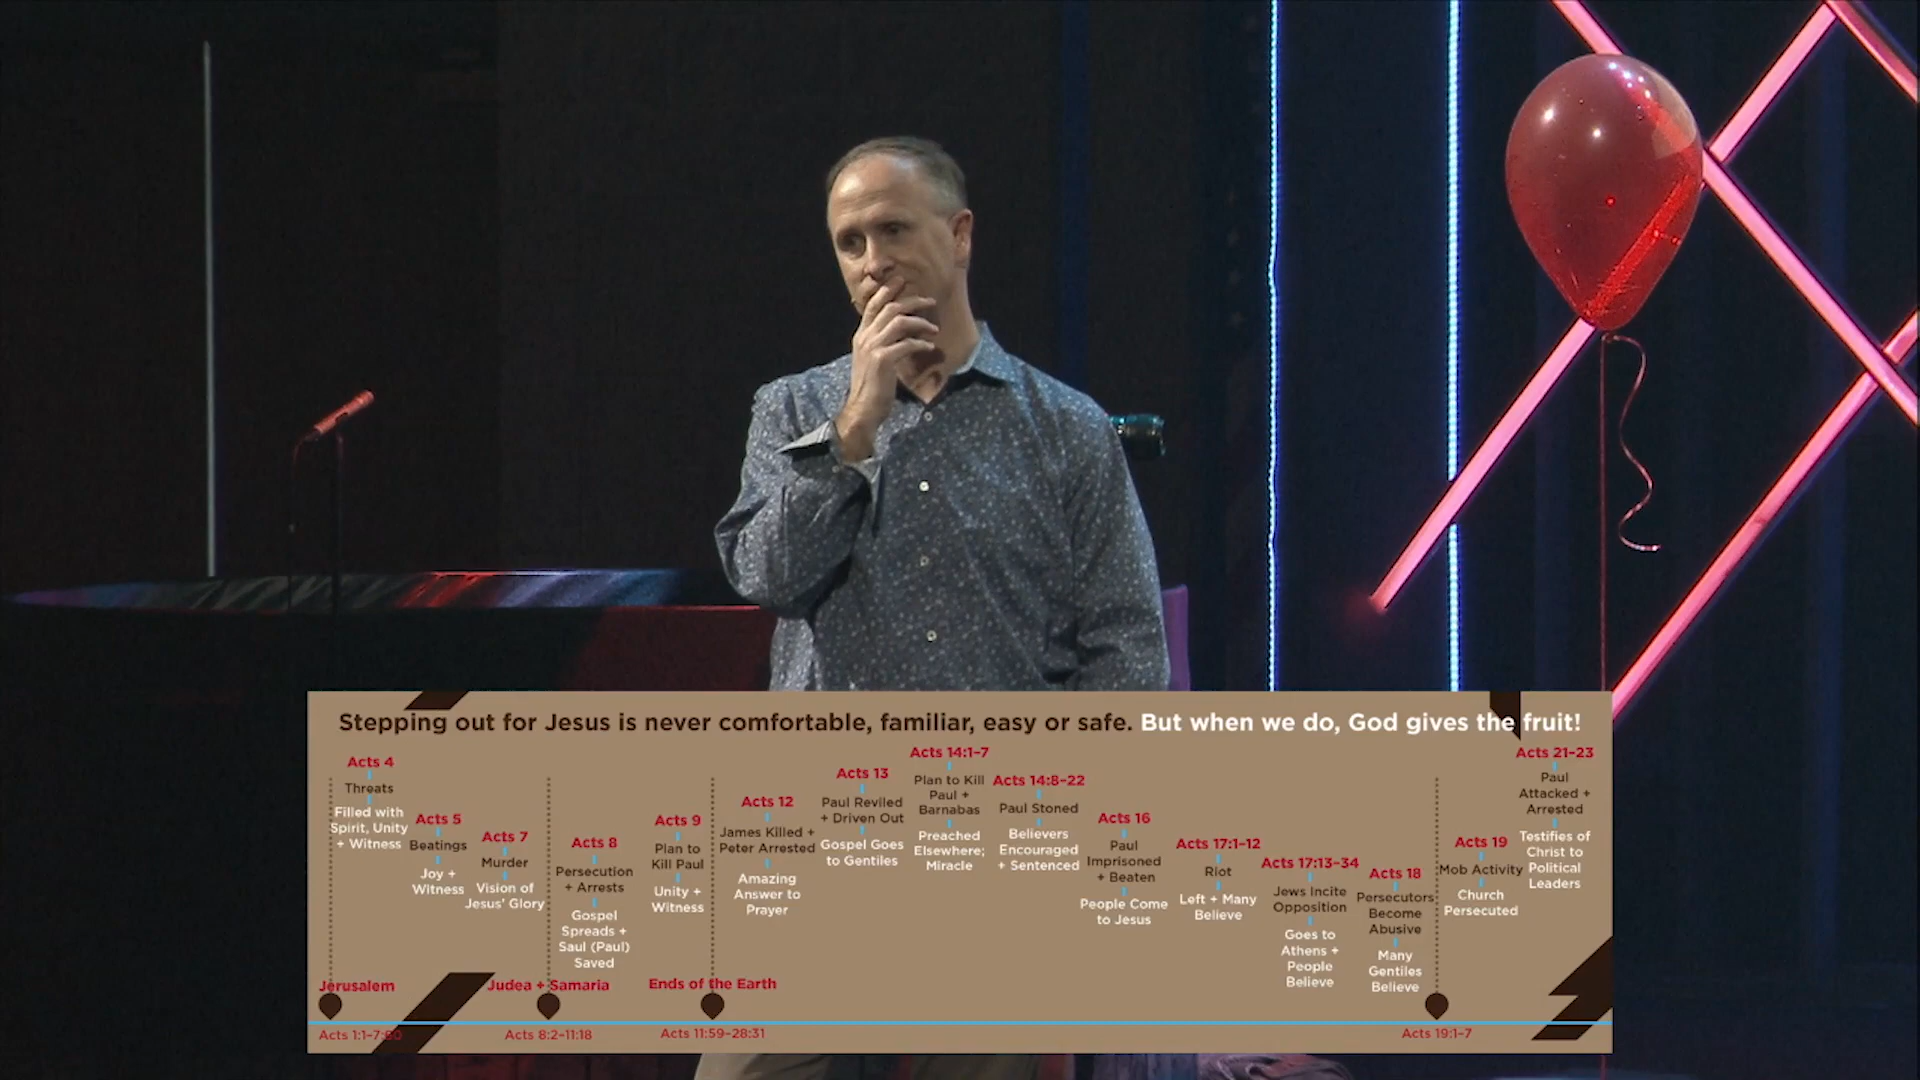 Stepping out for Jesus is never comfortable, familiar, easy or safe. But when we do, God gives the fruit!
Acts 4
Threats
Filled with
Spirit, Unity
+ Witness
Acts 5
Beatings
Joy +
Witness
Acts 7
Murder
Vision of
Jesus' Glory
Acts 8
Persecution
+ Arrests
Gospel
Spreads +
Saul (Paul)
Saved
Acts 9
Plan to
Kill Paul
Unity +
Witness
Acts 12
James Killed +
Peter Arrested
Amazing
Answer to
Prayer
Acts 13
Paul Reviled
+ Driven Out
Gospel Goes
to Gentiles
Acts 14:1–7
Plan to Kill
Paul +
Barnabas
Preached
Elsewhere;
Miracle
Acts 14:8–22
Paul Stoned
Believers
Encouraged
+ Sentenced
Acts 16
Paul
Imprisoned
+ Beaten
People Come
to Jesus
Acts 17:1–12
Riot
Left + Many
Believe
Acts 17:13–34
Jews Incite
Opposition
Goes to
Athens +
People
Believe
Acts 18
Persecutors
Become
Abusive
Many
Gentiles
Believe
Acts 19
Mob Activity
Church
Persecuted
Acts 21–23
Paul
Attacked +
Arrested
Testifies of
Christ to
Political
Leaders
Jerusalem
Judea + Samaria
Ends of the Earth
Acts 1:1–7:60
Acts 8:2–11:18
Acts 11:59–28:31
Acts 19:1–7